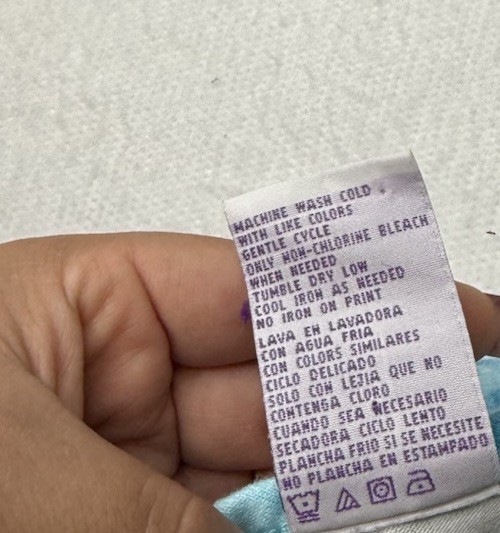 MACHINE WASH COLD
WITH LIKE COLORS
GENTLE CYCLE
ONLY NON-CHLORINE BLEACH
WHEN NEEDED
TUMBLE DRY LOW
COOL IRON AS NEEDED
NO IRON ON PRINT
LAVA EN LAVADORA
CON AGUA FRIA
CON COLORS SIMILARES
CICLO DELICADO
SOLO CON LEJIA QUE NO
CONTENGA CLORO
CUANDO SEA NECESARIO
SECADORA CICLO LENTO
PLANCHA FRIO SI SE NECESITE
NO PLANCHA EN ESTAMPADO